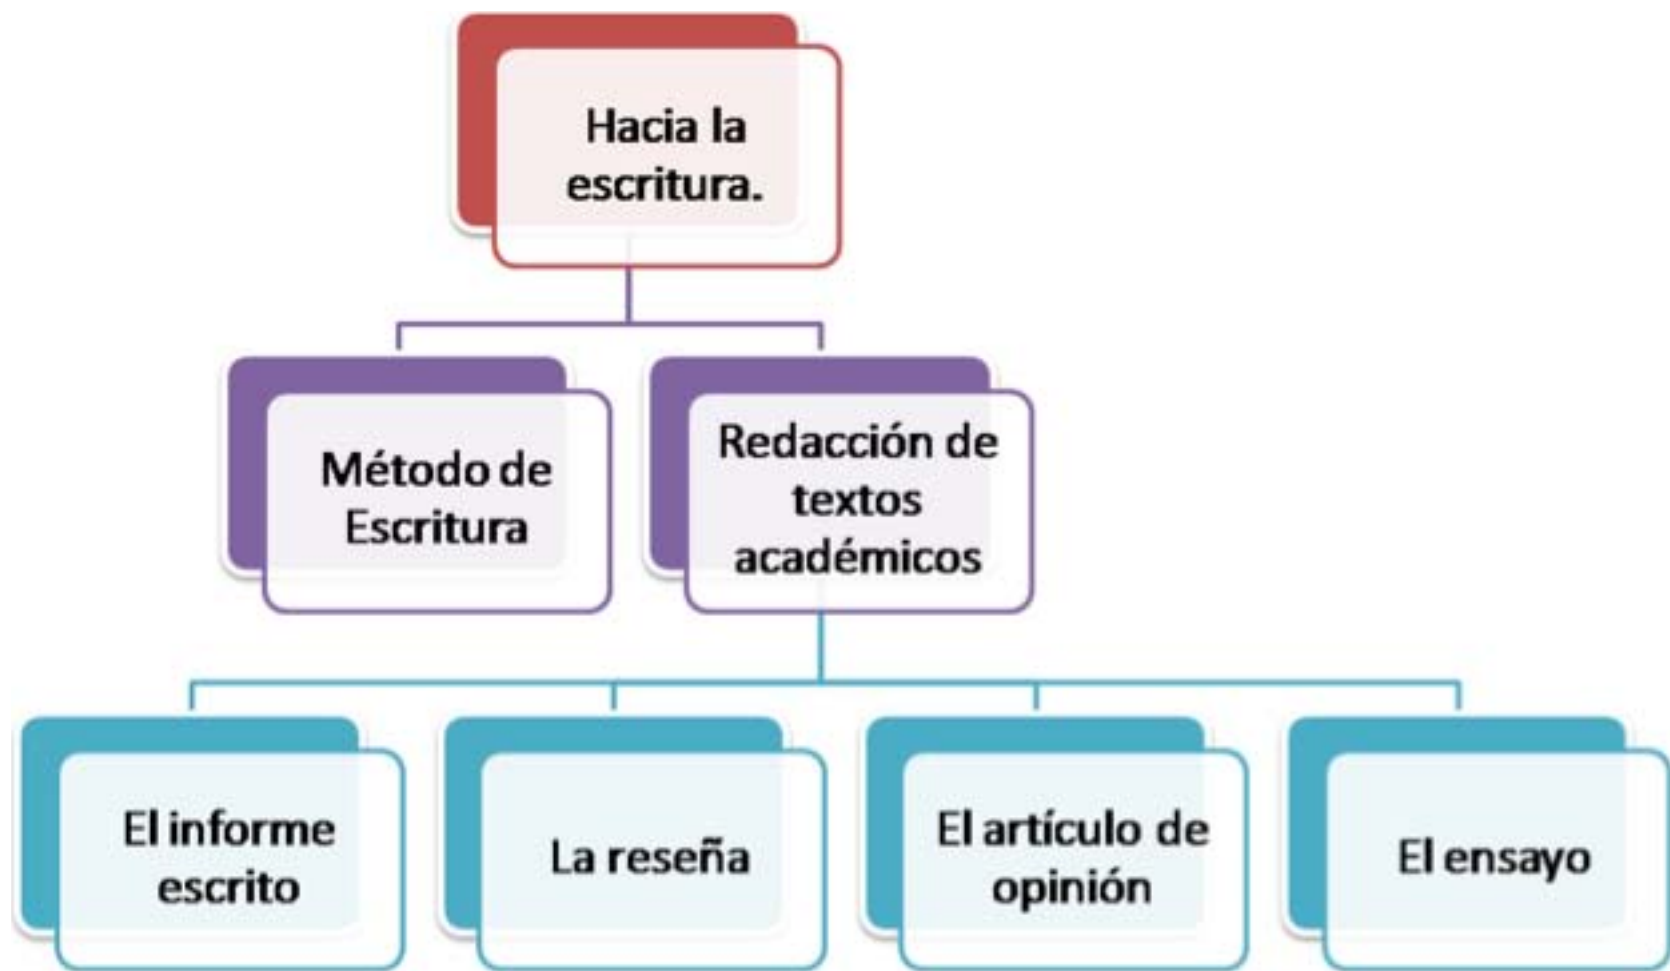 Hacia la
escritura.
Método de
Escritura
Redacción de
textos
académicos
El informe
escrito
La reseña
El artículo de
opinión
El ensayo